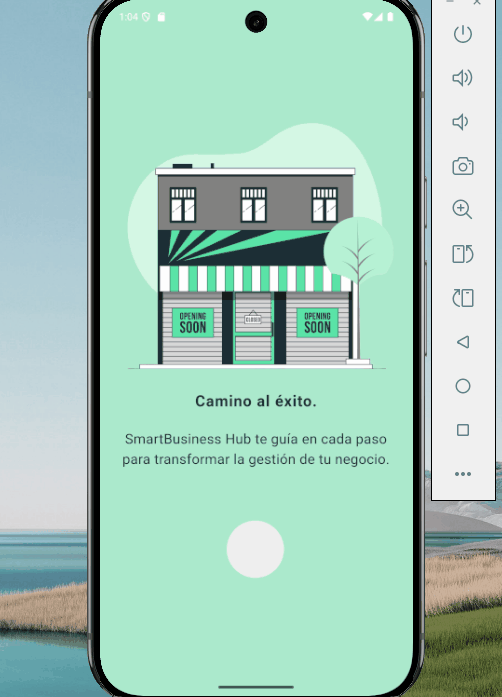 1:04
OPENING
SOON
CLOSED
OPENING
SOON
Camino al éxito.
SmartBusiness Hub te guía en cada paso
para transformar la gestión de tu negocio.